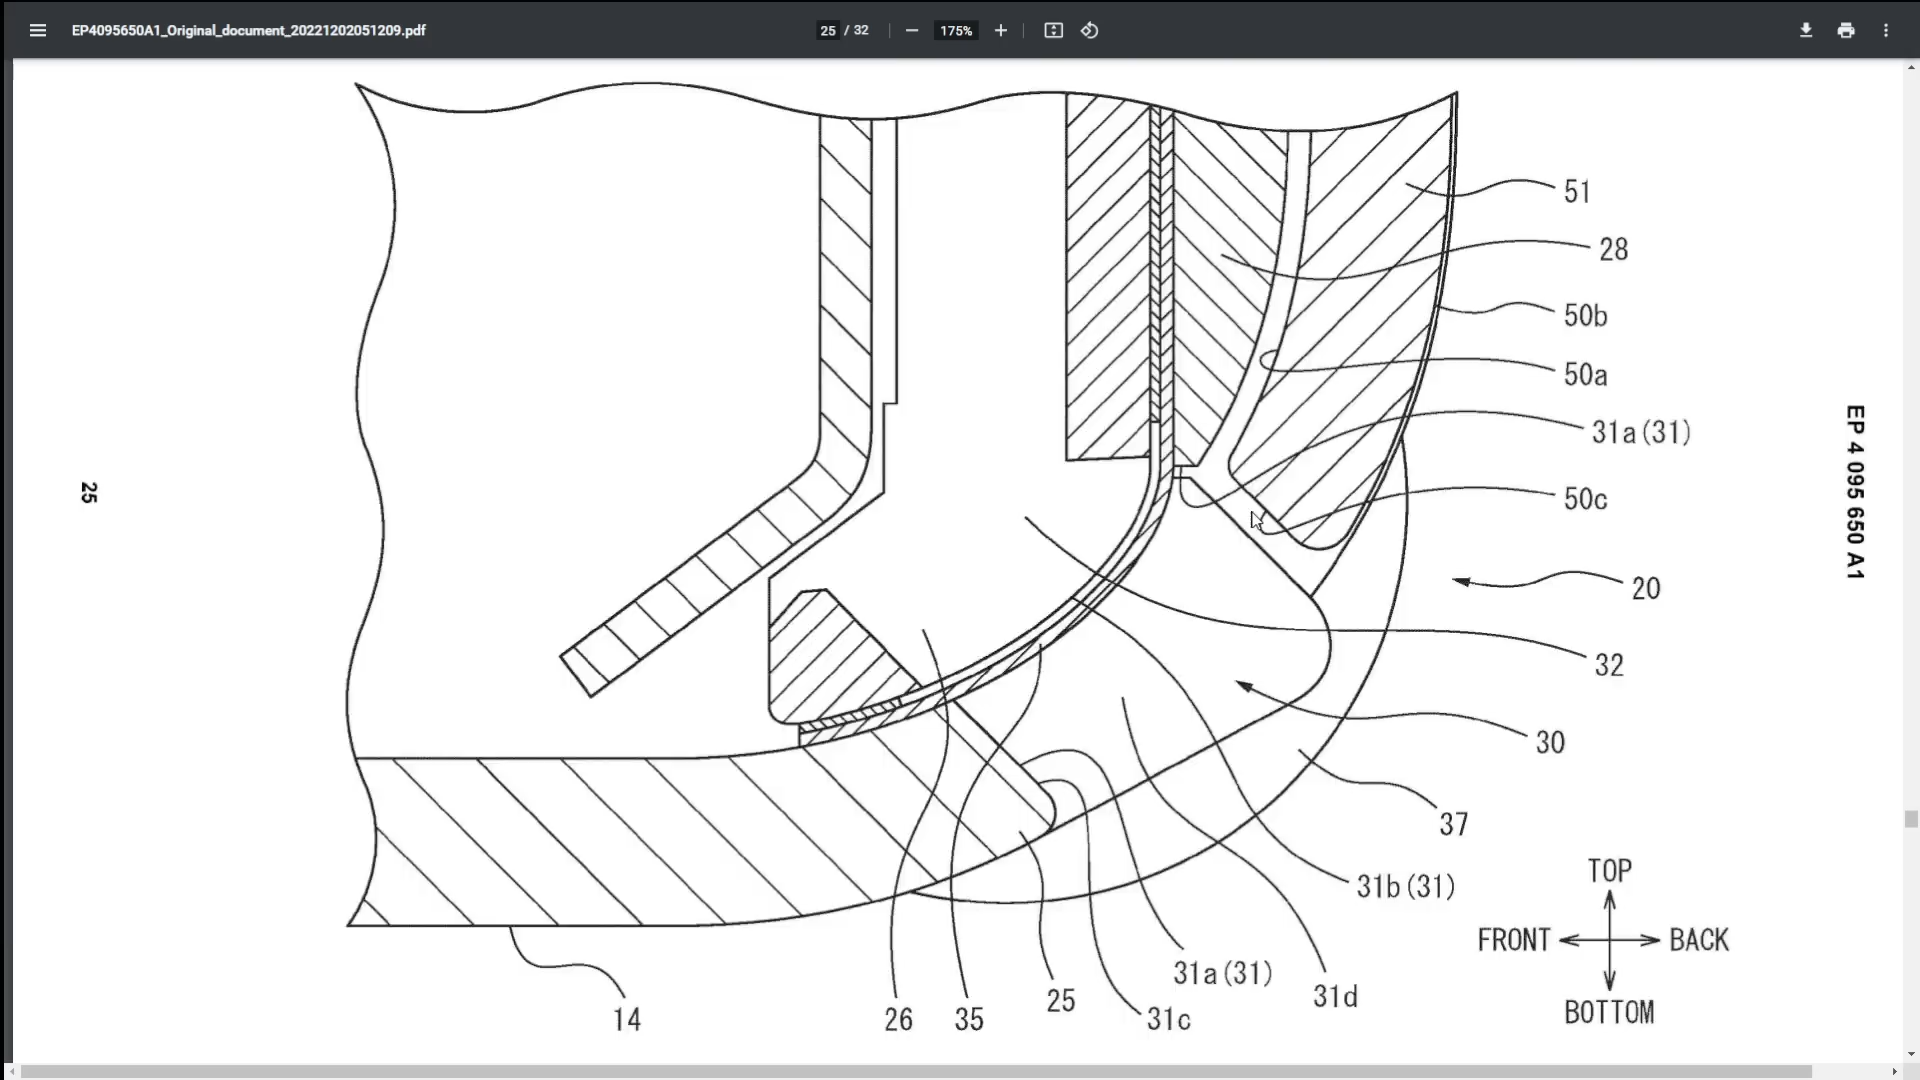 EP4095650A1_Original_document_20221202051209.pdf
25 / 32
175%
51
28
50b
50a
31a(31)
50c
20
32
30
37
31b(31)
31a(31)
31d
25
31c
26
35
14
TOP
FRONT BACK
BOTTOM
25
EP 4 095 650 A1